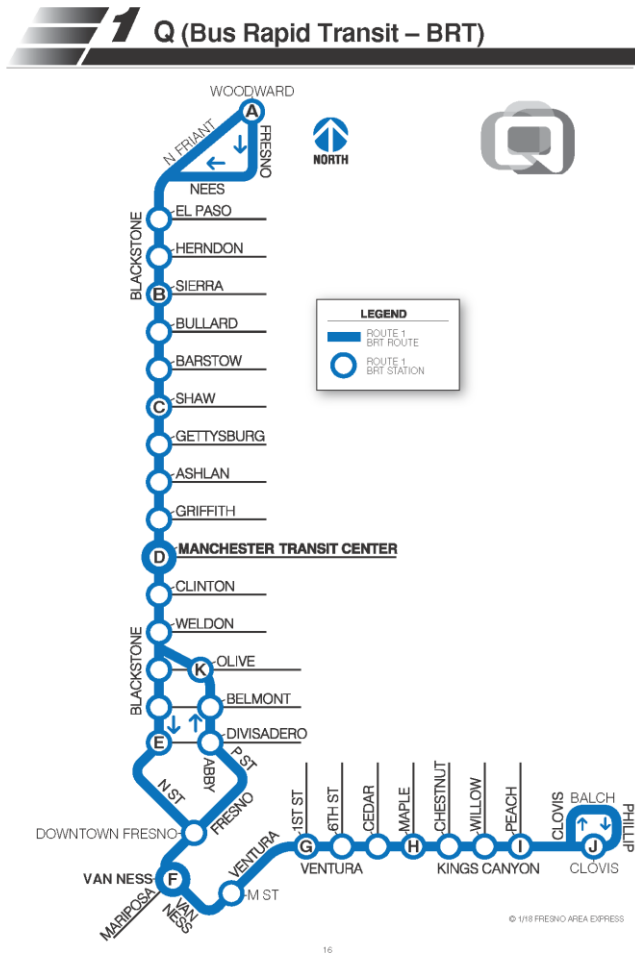 1 Q (Bus Rapid Transit – BRT)
WOODWARD
A
N FRIANT
FRESNO
NORTH
NEES
BLACKSTONE
EL PASO
HERNDON
B
SIERRA
BULLARD
BARSTOW
C
SHAW
GETTYSBURG
ASHLAN
GRIFFITH
D
MANCHESTER TRANSIT CENTER
CLINTON
WELDON
BLACKSTONE
K
OLIVE
BELMONT
E
DIVISADERO
ABBY
P ST
N ST
FRESNO
DOWNTOWN FRESNO
VAN NESS
F
MARIPOSA
VAN
NESS
M ST
VENTURA
LEGEND
ROUTE 1
BRT ROUTE
ROUTE 1
BRT STATION
1ST ST
6TH ST
CEDAR
MAPLE
CHESTNUT
WILLOW
PEACH
CLOVIS
BALCH
PHILLIP
G
H
I
J
VENTURA
KINGS CANYON
CLOVIS
© 1/18 FRESNO AREA EXPRESS
16